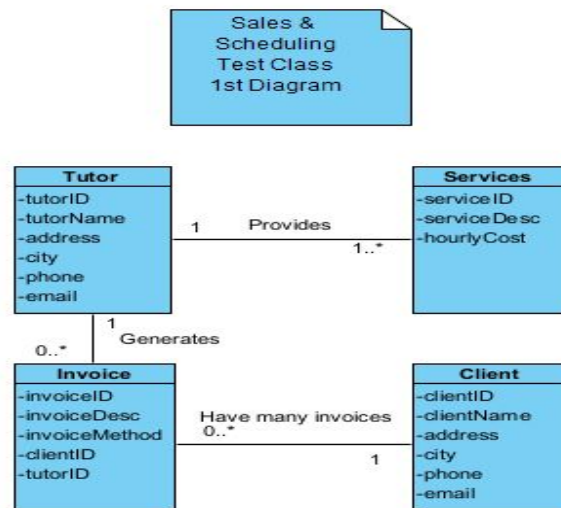 Sales &
Scheduling
Test Class
1st Diagram
Tutor
-tutorID
-tutorName
-address
-city
-phone
-email
1
Provides
1..*
Services
-serviceID
-serviceDesc
-hourlyCost
1
Generates
0..*
Invoice
-invoiceID
-invoiceDesc
-invoiceMethod
-clientID
-tutorID
Have many invoices
0..*
1
Client
-clientID
-clientName
-address
-city
-phone
-email